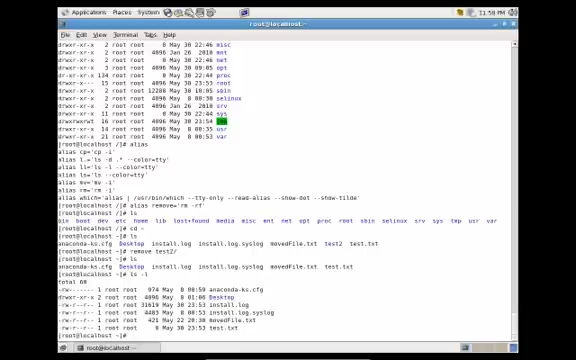 Applications Places System 11:58 PM
root@localhost:~
File Edit View Terminal Tabs Help
drwxr-xr-x 2 root root 0 May 30 22:46 misc
drwxr-xr-x 2 root root 4096 Jan 26 2010 mnt
drwxr-xr-x 2 root root 0 May 30 22:46 net
drwxr-xr-x 3 root root 4096 May 30 09:05 opt
dr-xr-xr-x 134 root root 0 May 30 22:44 proc
drwxr-x--- 15 root root 4096 May 30 23:53 root
drwxr-xr-x 2 root root 12288 May 30 18:05 sbin
drwxr-xr-x 2 root root 4096 May 8 00:30 selinux
drwxr-xr-x 2 root root 4096 Jan 26 2010 srv
drwxr-xr-x 11 root root 0 May 30 22:44 sys
drwxrwxrwt 16 root root 4096 May 30 23:54 tmp
drwxr-xr-x 14 root root 4096 May 8 00:35 usr
drwxr-xr-x 21 root root 4096 May 8 00:53 var
[root@localhost /]# alias
alias cp='cp -i'
alias l.='ls -d .* --color=tty'
alias ll='ls -l --color=tty'
alias ls='ls --color=tty'
alias mv='mv -i'
alias rm='rm -i'
alias which='alias | /usr/bin/which --tty-only --read-alias --show-dot --show-tilde'
[root@localhost /]# alias remove='rm -rf'
[root@localhost /]# ls
bin boot dev etc home lib lost+found media misc mnt net opt proc root sbin selinux srv sys tmp usr var
[root@localhost /]# cd ~
[root@localhost ~]# ls
anaconda-ks.cfg Desktop install.log install.log.syslog movedFile.txt test2 test.txt
[root@localhost ~]# remove test2/
[root@localhost ~]# ls
anaconda-ks.cfg Desktop install.log install.log.syslog movedFile.txt test.txt
[root@localhost ~]# ls -l
total 60
-rw------- 1 root root 974 May 8 00:59 anaconda-ks.cfg
drwxr-xr-x 2 root root 4096 May 8 01:08 Desktop
-rw-r--r-- 1 root root 31619 May 30 23:53 install.log
-rw-r--r-- 1 root root 4483 May 8 00:53 install.log.syslog
-rw-r--r-- 1 root root 421 May 22 20:30 movedFile.txt
-rw-r--r-- 1 root root 0 May 30 23:53 test.txt
[root@localhost ~]#
root@localhost:~